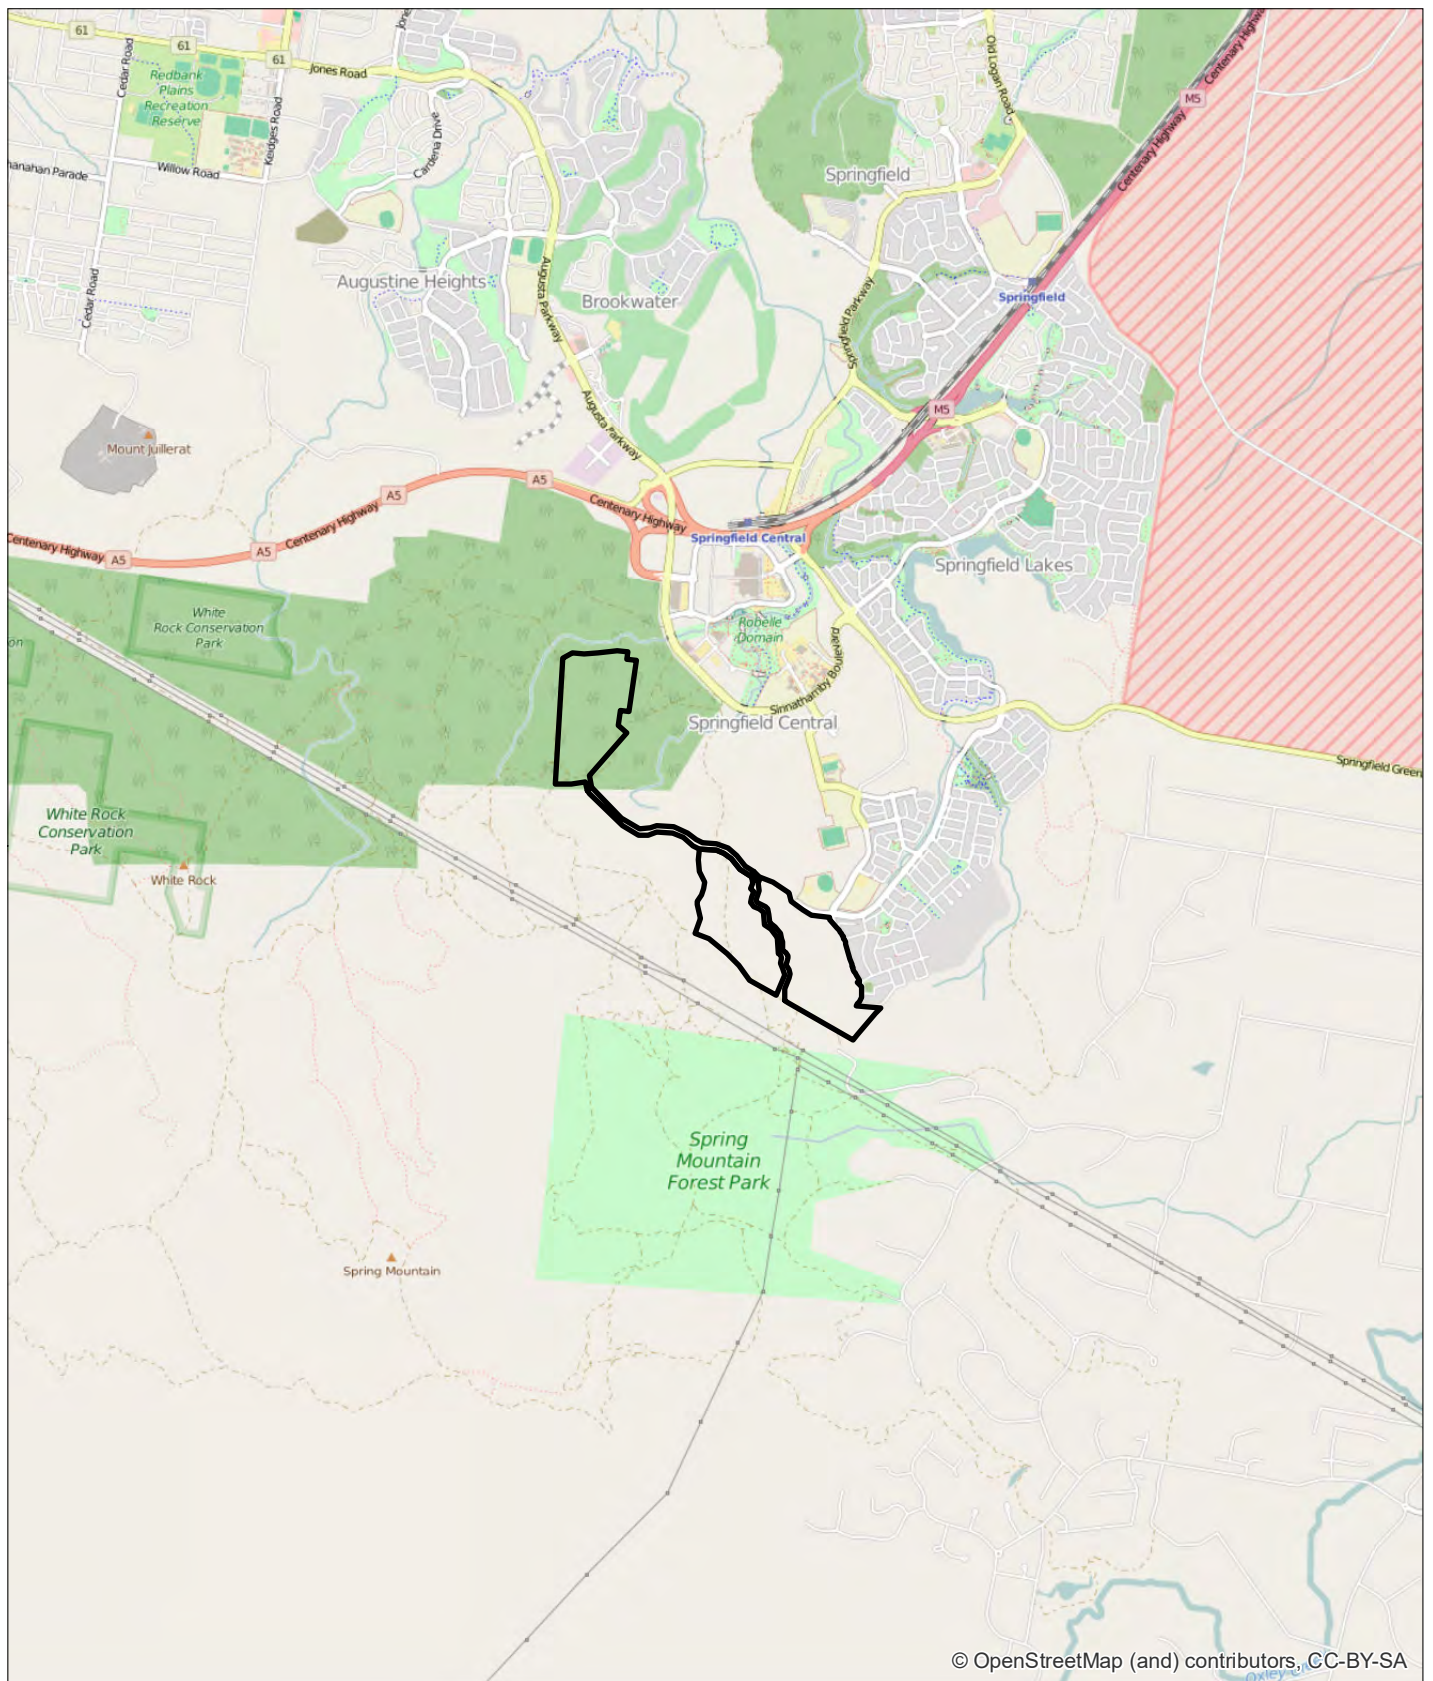 61
61
61
Jones Road
Cedar Road
Redbank
Plains
Recreation
Reserve
Keidges Road
Willow Road
Cardena Drive
Old Logan Road
Centenary Highway
M5
Centenary Highway
Springfield
Cedar Road
Augustine Heights
Augusta Parkway
Brookwater
Springfield Parkway
Springfield
Augusta Parkway
M5
Mount Juillerat
A5
A5
Centenary Highway
A5
Centenary Highway
A5
Centenary Highway
Springfield Central
Springfield Lakes
White
Rock Conservation
Park
Robelle
Domain
Sinnathamby Boulevard
Springfield Central
White Rock
Conservation
Park
White Rock
Spring
Mountain
Forest Park
Spring Mountain
© OpenStreetMap (and) contributors, CC-BY-SA